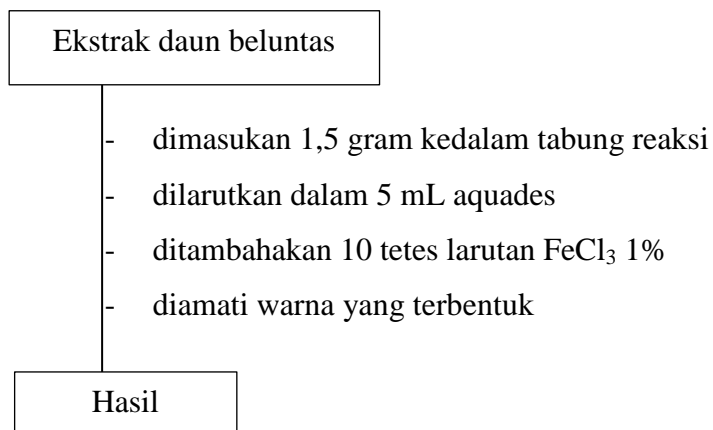 Ekstrak daun beluntas
- dimasukan 1,5 gram kedalam tabung reaksi
- dilarutkan dalam 5 mL aquades
- ditambahakan 10 tetes larutan FeCl₃ 1%
- diamati warna yang terbentuk
Hasil